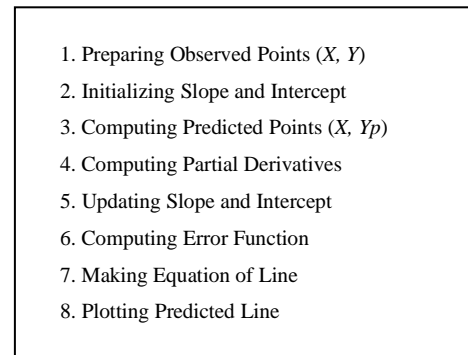 1. Preparing Observed Points (X, Y)
2. Initializing Slope and Intercept
3. Computing Predicted Points (X, Yp)
4. Computing Partial Derivatives
5. Updating Slope and Intercept
6. Computing Error Function
7. Making Equation of Line
8. Plotting Predicted Line